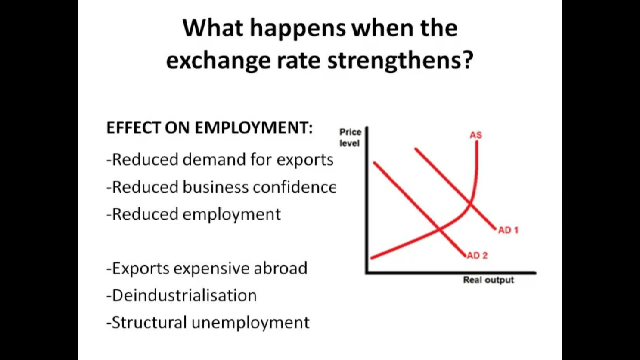 What happens when the
exchange rate strengthens?
EFFECT ON EMPLOYMENT:
-Reduced demand for exports
-Reduced business confidence
-Reduced employment
-Exports expensive abroad
-Deindustrialisation
-Structural unemployment
Price
level
AS
AD 1
AD 2
Real output